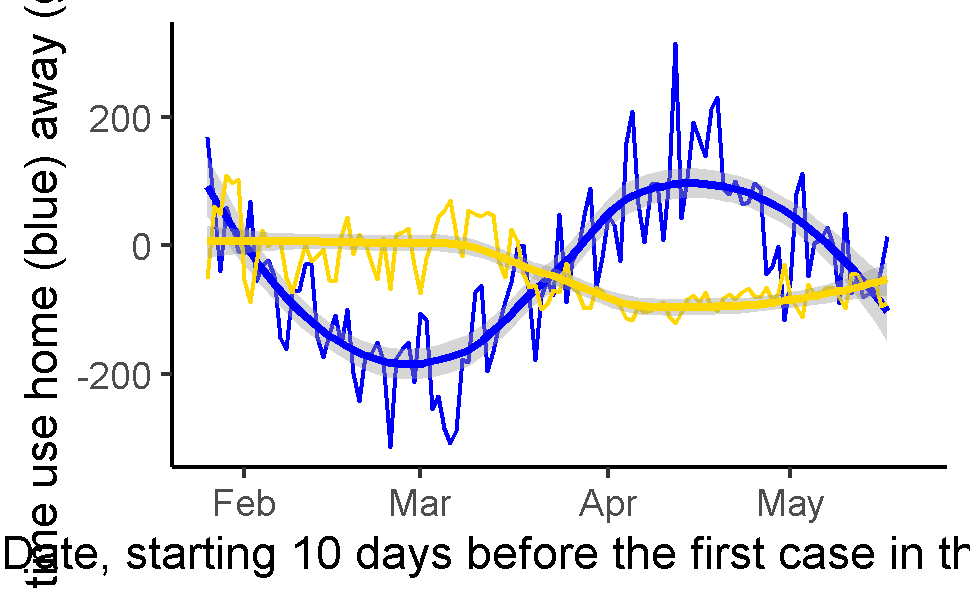 time use home (blue) away (
200
0
-200
Feb Mar Apr May
Date, starting 10 days before the first case in th